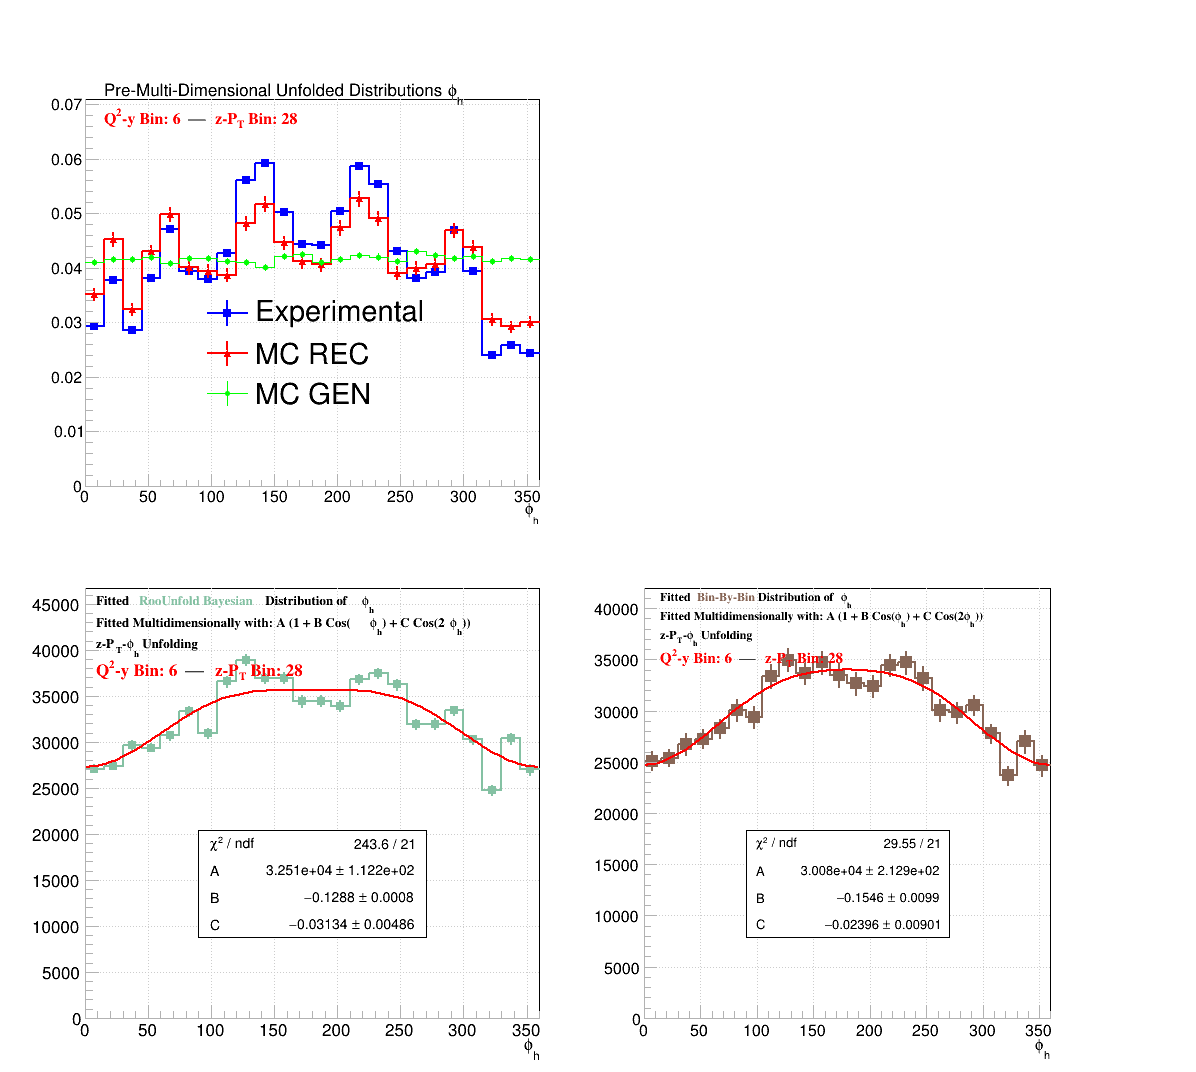 Pre-Multi-Dimensional Unfolded Distributions ϕh
0.07
Q²-y Bin: 6 — z-PT Bin: 28
0.06
0.05
0.04
0.03
0.02
0.01
0
Experimental
MC REC
MC GEN
0 50 100 150 200 250 300 350
ϕh
Fitted RooUnfold Bayesian Distribution of ϕh
Fitted Multidimensionally with: A (1 + B Cos( ϕh) + C Cos(2 ϕh))
z-PT-ϕh Unfolding
Q²-y Bin: 6 — z-PT Bin: 28
45000
40000
35000
30000
25000
20000
15000
10000
5000
0
χ² / ndf 243.6 / 21
A 3.251e+04 ± 1.122e+02
B −0.1288 ± 0.0008
C −0.03134 ± 0.00486
0 50 100 150 200 250 300 350
ϕh
Fitted Bin-By-Bin Distribution of ϕh
Fitted Multidimensionally with: A (1 + B Cos(ϕh) + C Cos(2ϕh))
z-PT-ϕh Unfolding
Q²-y Bin: 6 — z-PT Bin: 28
40000
35000
30000
25000
20000
15000
10000
5000
0
χ² / ndf 29.55 / 21
A 3.008e+04 ± 2.129e+02
B −0.1546 ± 0.0099
C −0.02396 ± 0.00901
0 50 100 150 200 250 300 350
ϕh